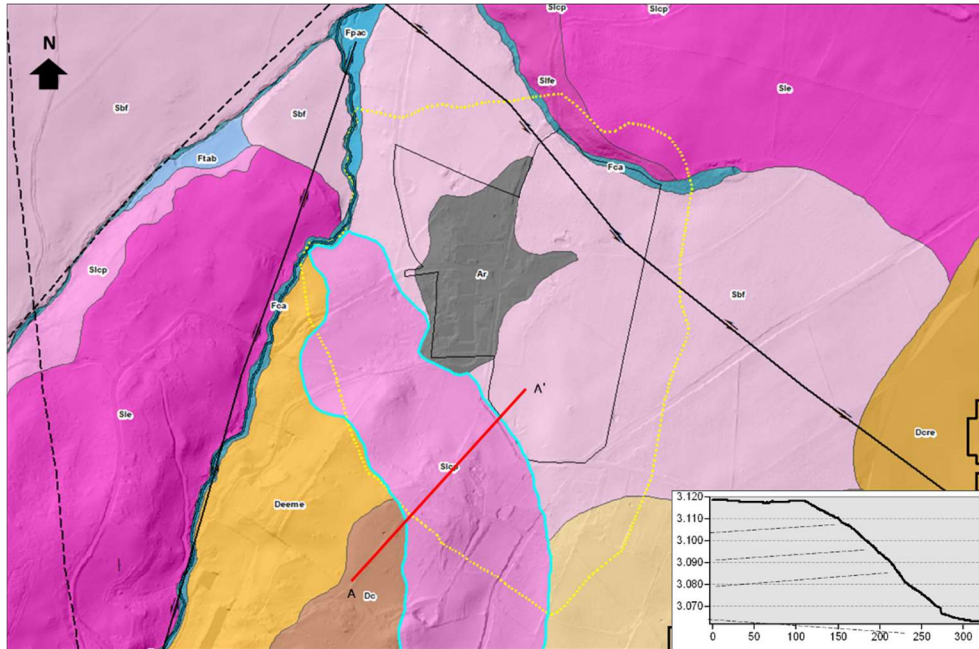 Slcp
Slcp
Fpac
N
Slfe
Sle
Sbf
Sbf
Ftab
Fca
Slcp
Ar
Sbf
Fca
Sle
A'
Dcre
Slcp
Deeme
A
Dc
3.120
3.110
3.100
3.090
3.080
3.070
0
50
100
150
200
250
300